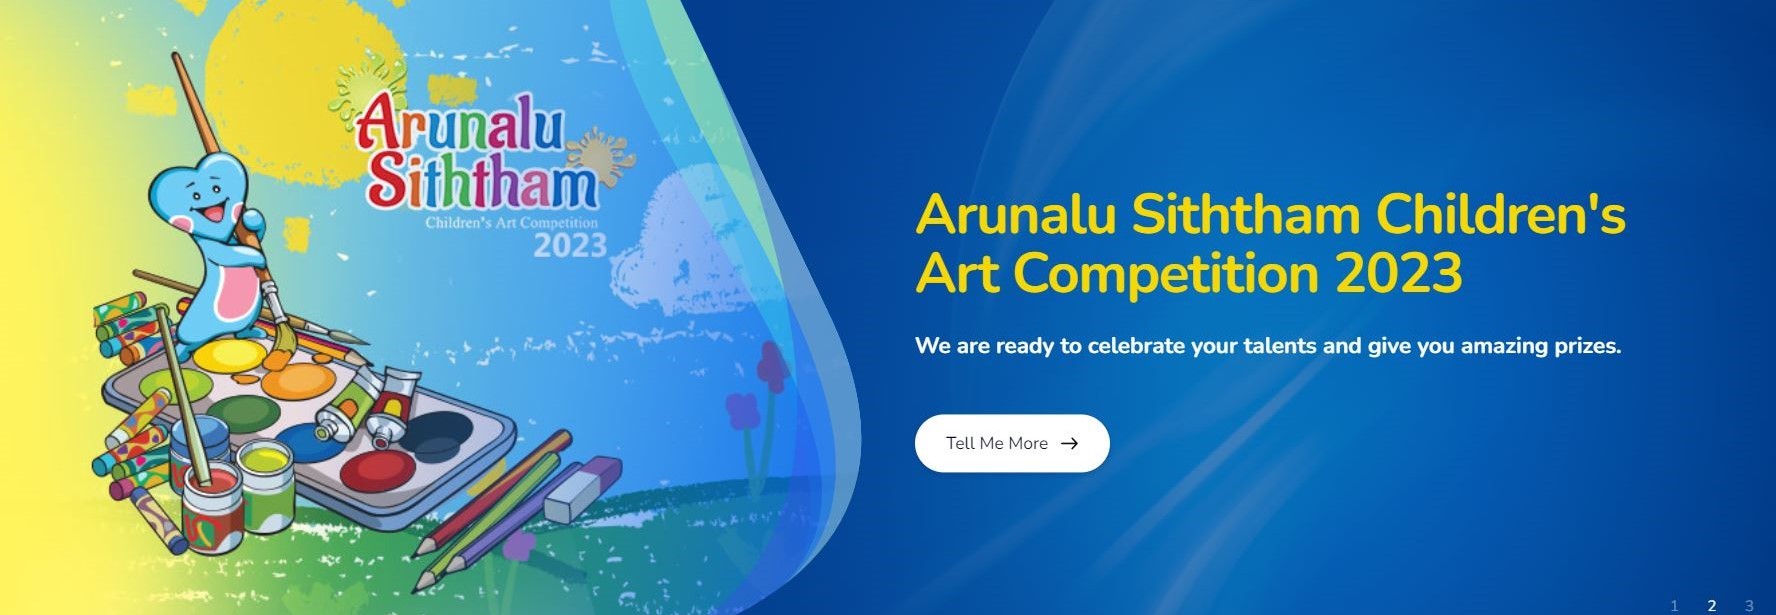 Arunalu
Siththam
Children's Art Competition
2023
Arunalu Siththam Children's
Art Competition 2023
We are ready to celebrate your talents and give you amazing prizes.
Tell Me More →
1 2 3